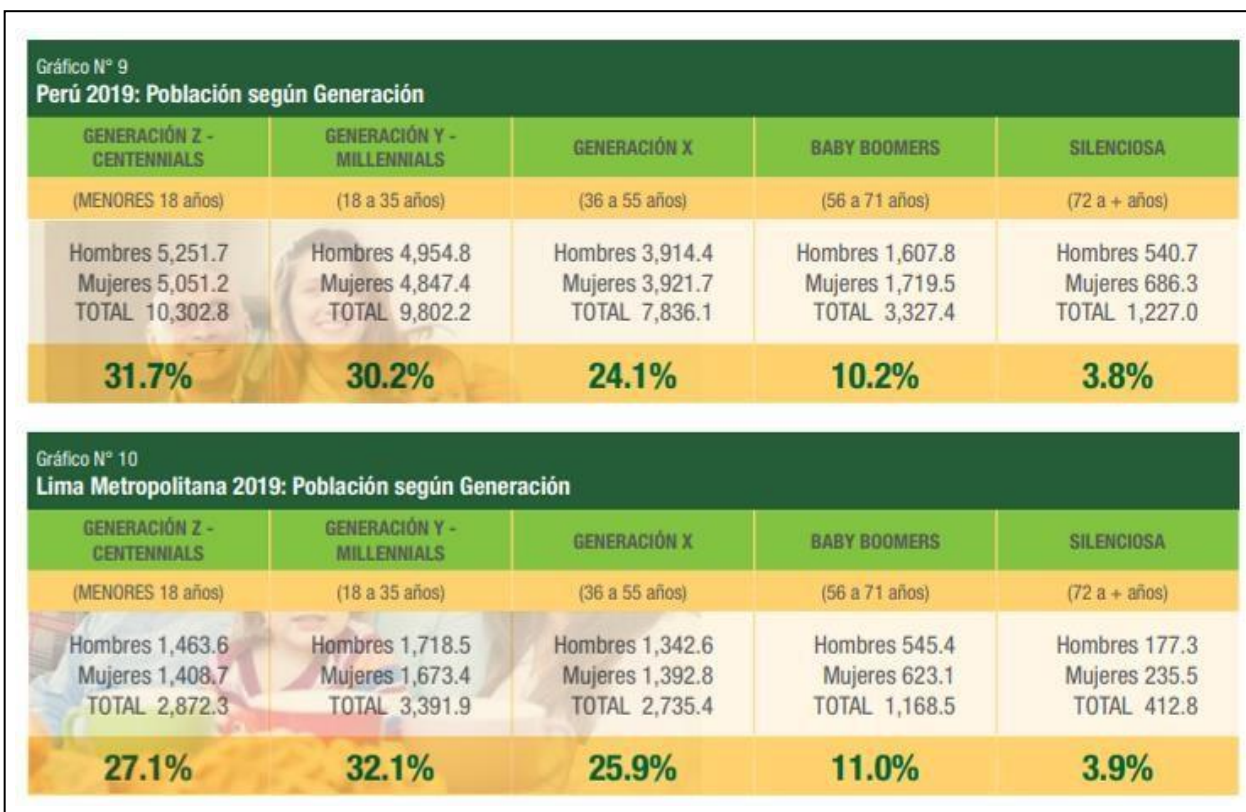 Gráfico N° 9
Perú 2019: Población según Generación
GENERACIÓN Z - CENTENNIALS
GENERACIÓN Y - MILLENNIALS
GENERACIÓN X
BABY BOOMERS
SILENCIOSA
(MENORES 18 años)
(18 a 35 años)
(36 a 55 años)
(56 a 71 años)
(72 a + años)
Hombres 5,251.7
Mujeres 5,051.2
TOTAL 10,302.8
Hombres 4,954.8
Mujeres 4,847.4
TOTAL 9,802.2
Hombres 3,914.4
Mujeres 3,921.7
TOTAL 7,836.1
Hombres 1,607.8
Mujeres 1,719.5
TOTAL 3,327.4
Hombres 540.7
Mujeres 686.3
TOTAL 1,227.0
31.7%
30.2%
24.1%
10.2%
3.8%
Gráfico N° 10
Lima Metropolitana 2019: Población según Generación
GENERACIÓN Z - CENTENNIALS
GENERACIÓN Y - MILLENNIALS
GENERACIÓN X
BABY BOOMERS
SILENCIOSA
(MENORES 18 años)
(18 a 35 años)
(36 a 55 años)
(56 a 71 años)
(72 a + años)
Hombres 1,463.6
Mujeres 1,408.7
TOTAL 2,872.3
Hombres 1,718.5
Mujeres 1,673.4
TOTAL 3,391.9
Hombres 1,342.6
Mujeres 1,392.8
TOTAL 2,735.4
Hombres 545.4
Mujeres 623.1
TOTAL 1,168.5
Hombres 177.3
Mujeres 235.5
TOTAL 412.8
27.1%
32.1%
25.9%
11.0%
3.9%